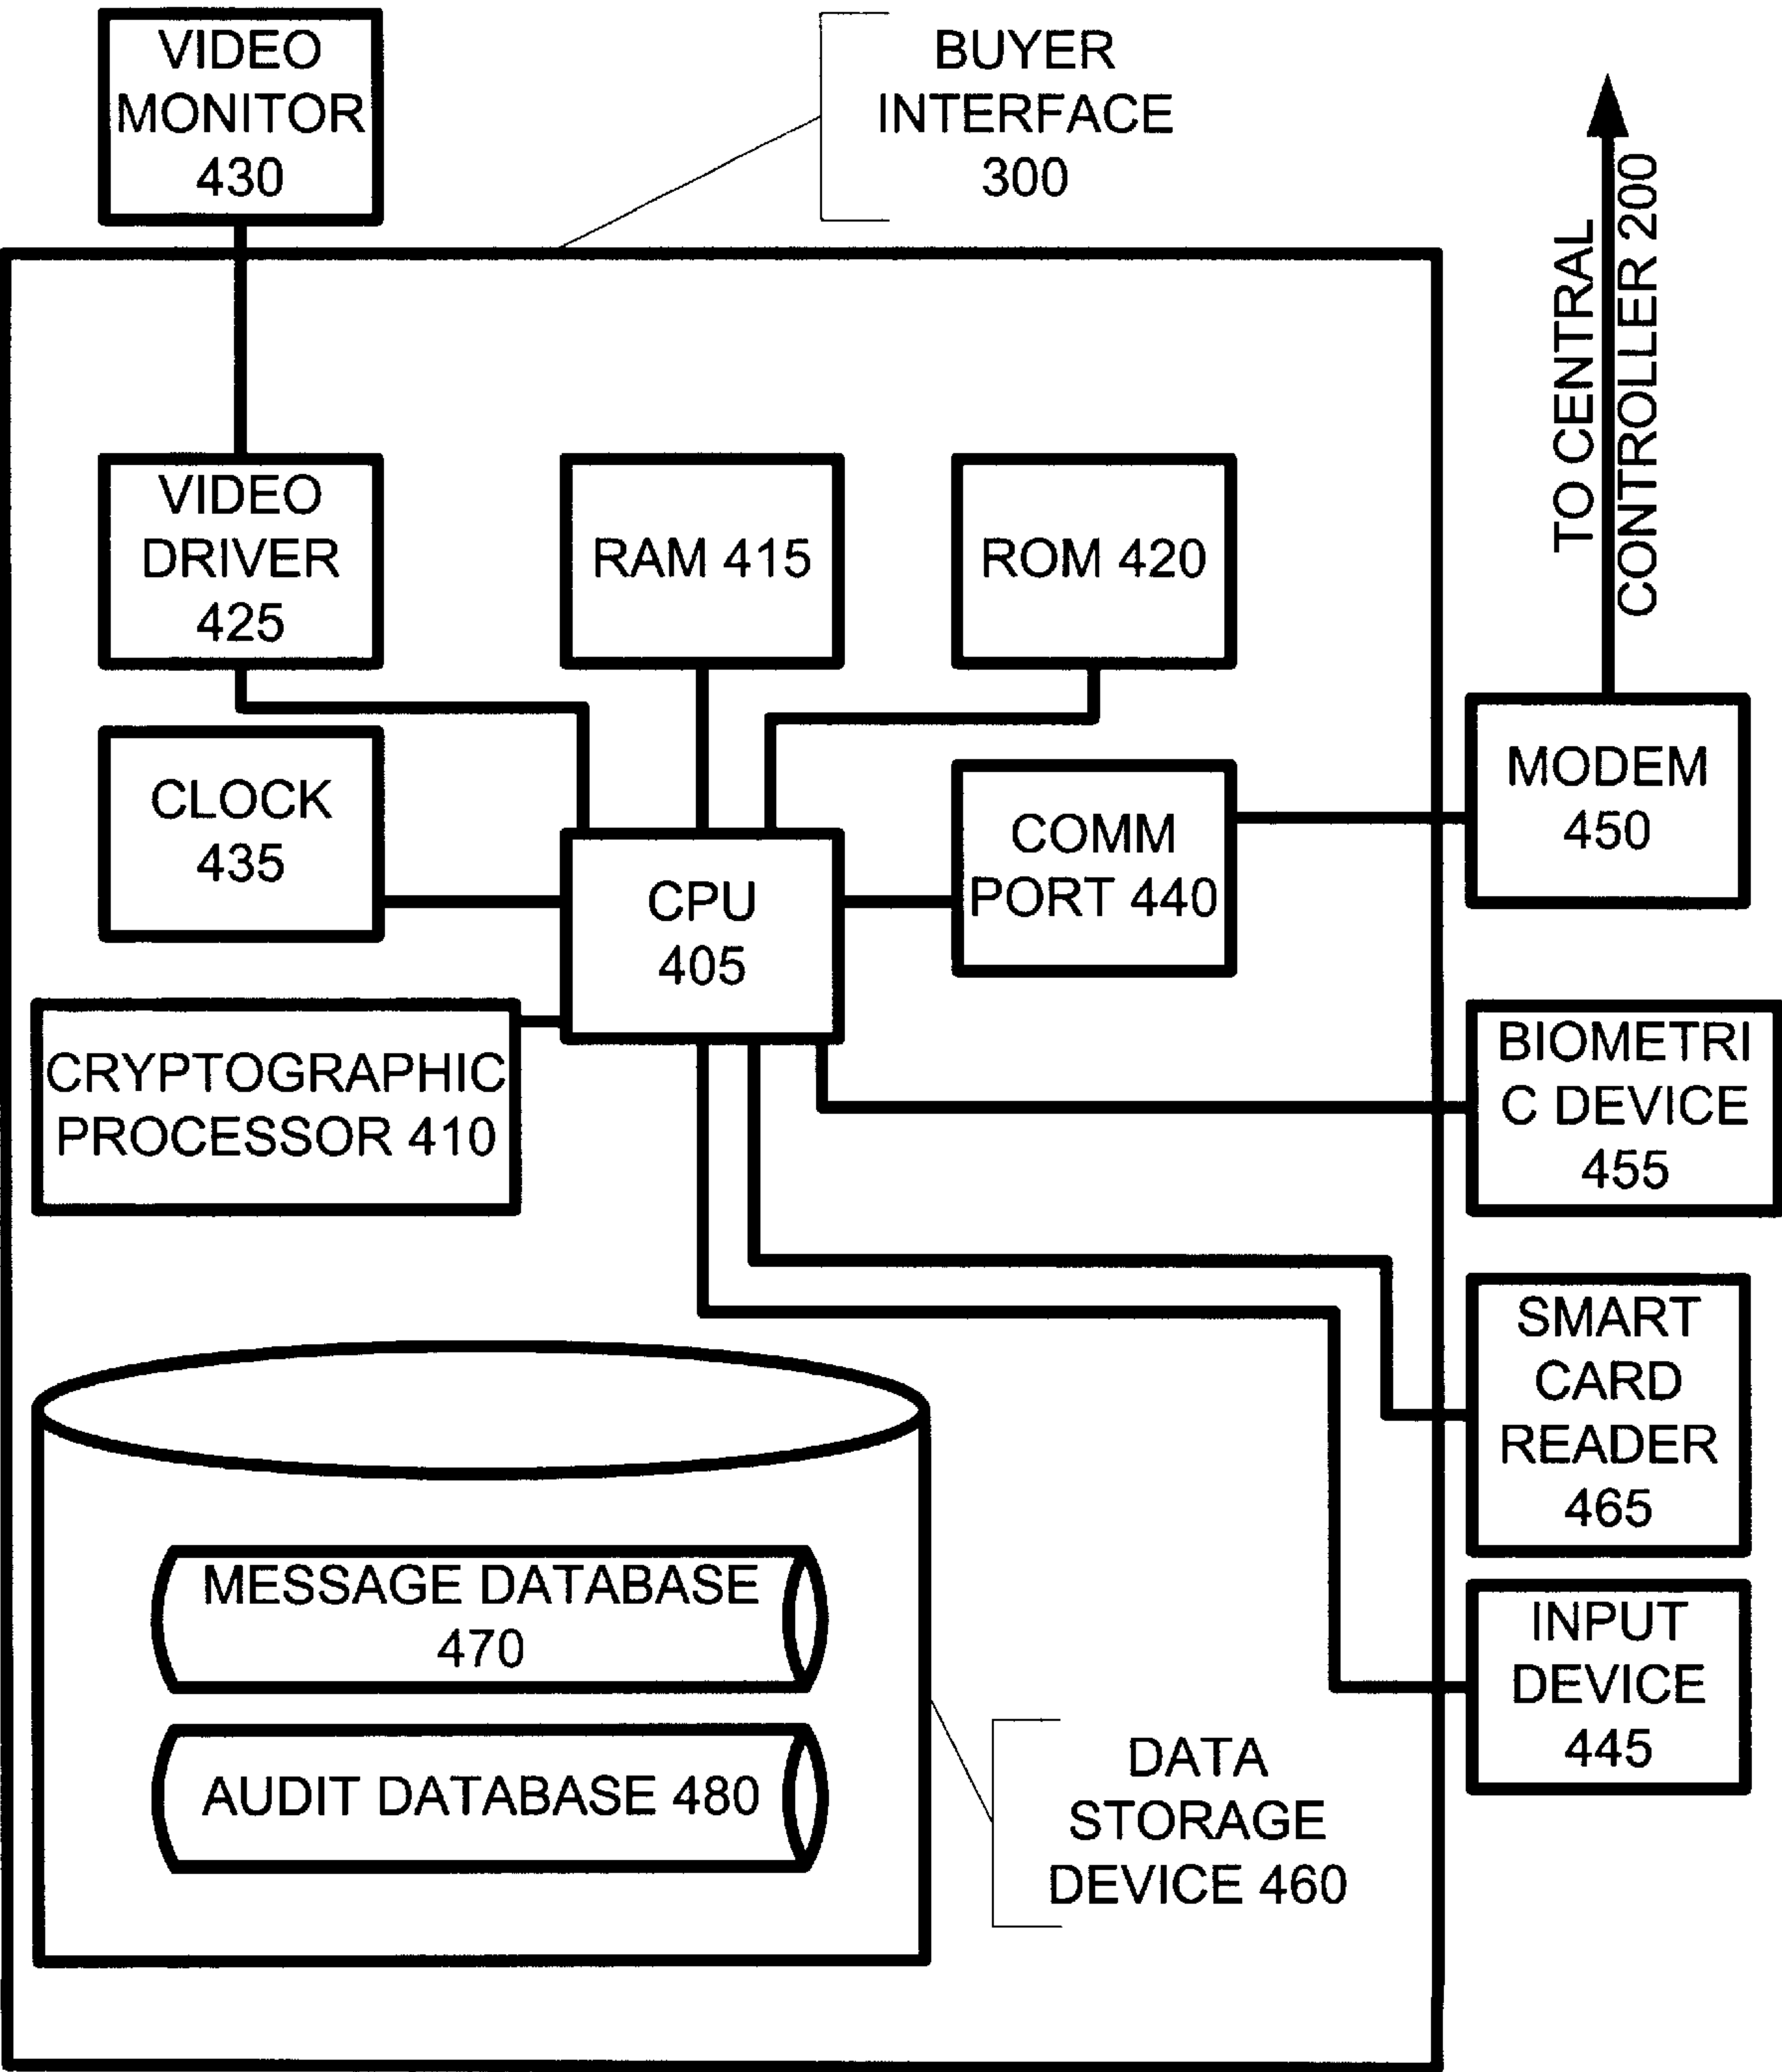 VIDEO
MONITOR
430
BUYER
INTERFACE
300
TO CENTRAL
CONTROLLER 200
VIDEO
DRIVER
425
RAM 415
ROM 420
CLOCK
435
CPU
405
COMM
PORT 440
MODEM
450
CRYPTOGRAPHIC
PROCESSOR 410
BIOMETRI
C DEVICE
455
SMART
CARD
READER
465
MESSAGE DATABASE
470
AUDIT DATABASE 480
DATA
STORAGE
DEVICE 460
INPUT
DEVICE
445